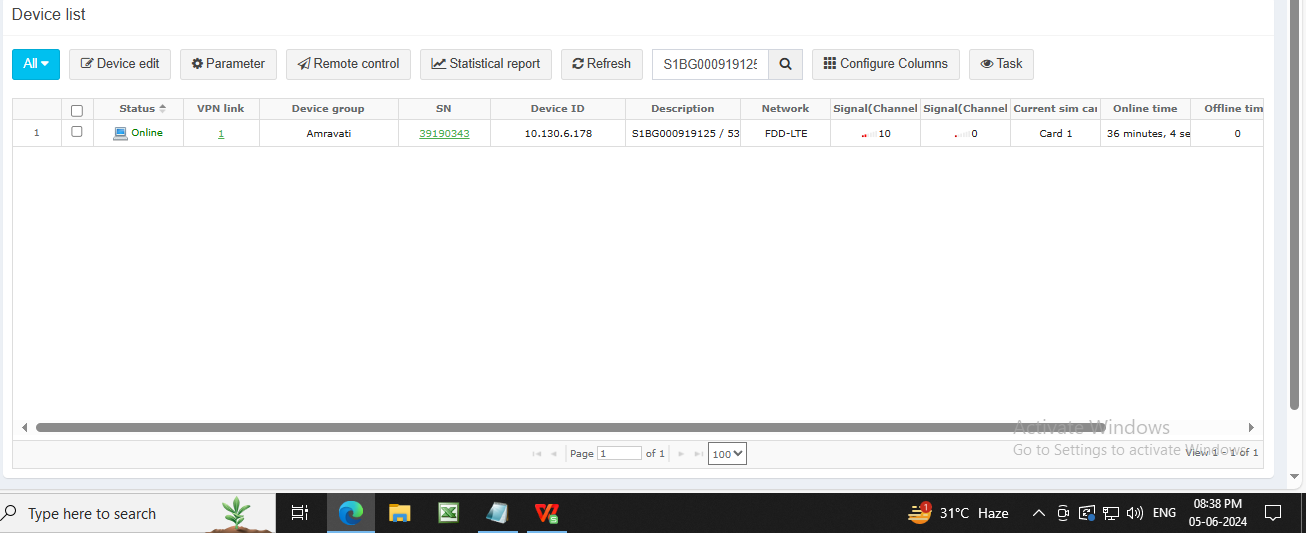 Device list
All Device edit Parameter Remote control Statistical report Refresh S1BG000919125 Configure Columns Task
Status VPN link Device group SN Device ID Description Network Signal(Channel Signal(Channel Current sim car Online time Offline tim
1 Online 1 Amravati 39190343 10.130.6.178 S1BG000919125 / 53 FDD-LTE 10 0 Card 1 36 minutes, 4 se 0
Activate Windows
Go to Settings to activate Windows.
Page 1 of 1 100 View 1 - 1 of 1
Type here to search 1 31°C Haze ENG 08:38 PM
05-06-2024